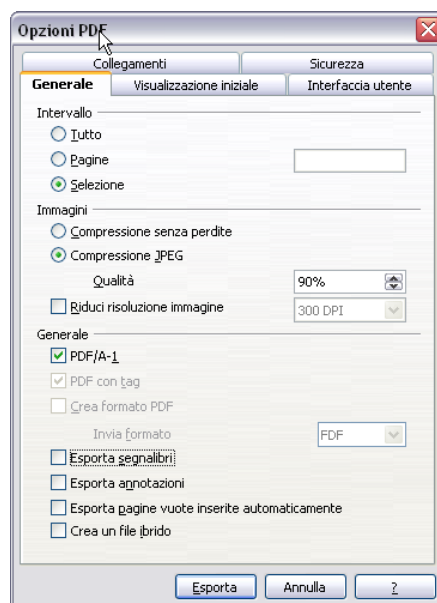 Opzioni PDF
Collegamenti Sicurezza
Generale Visualizzazione iniziale Interfaccia utente
Intervallo
Tutto
Pagine
Selezione
Immagini
Compressione senza perdite
Compressione JPEG
Qualità 90%
Riduci risoluzione immagine 300 DPI
Generale
PDF/A-1
PDF con tag
Crea formato PDF
Invia formato FDF
Esporta segnalibri
Esporta annotazioni
Esporta pagine vuote inserite automaticamente
Crea un file ibrido
Esporta Annulla ?